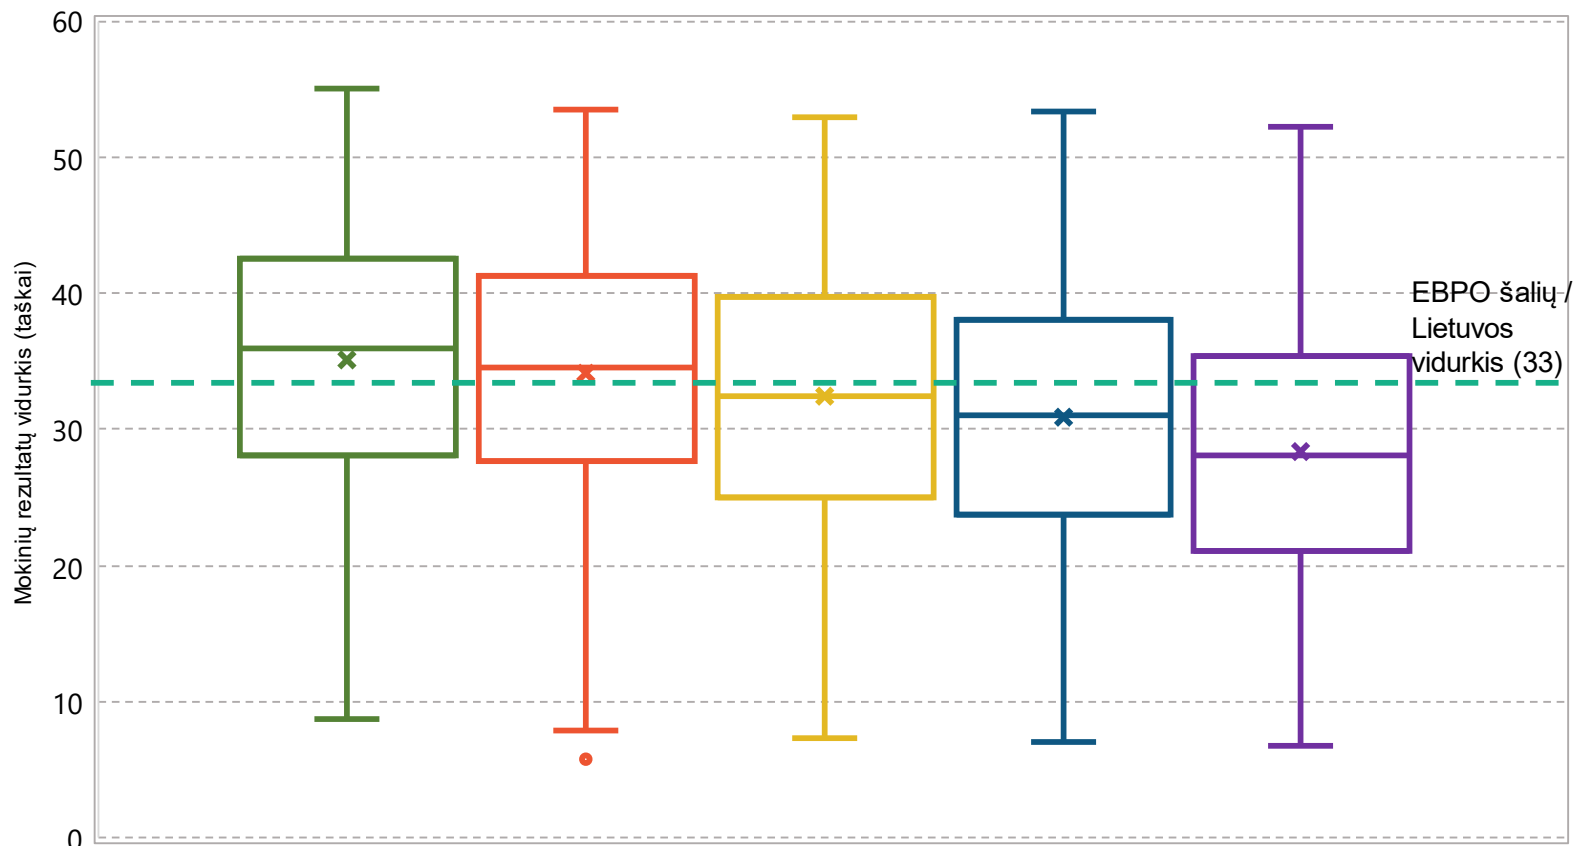 60
50
40
30
20
10
0
Mokinių rezultatų vidurkis (taškai)
EBPO šalių /
Lietuvos
vidurkis (33)